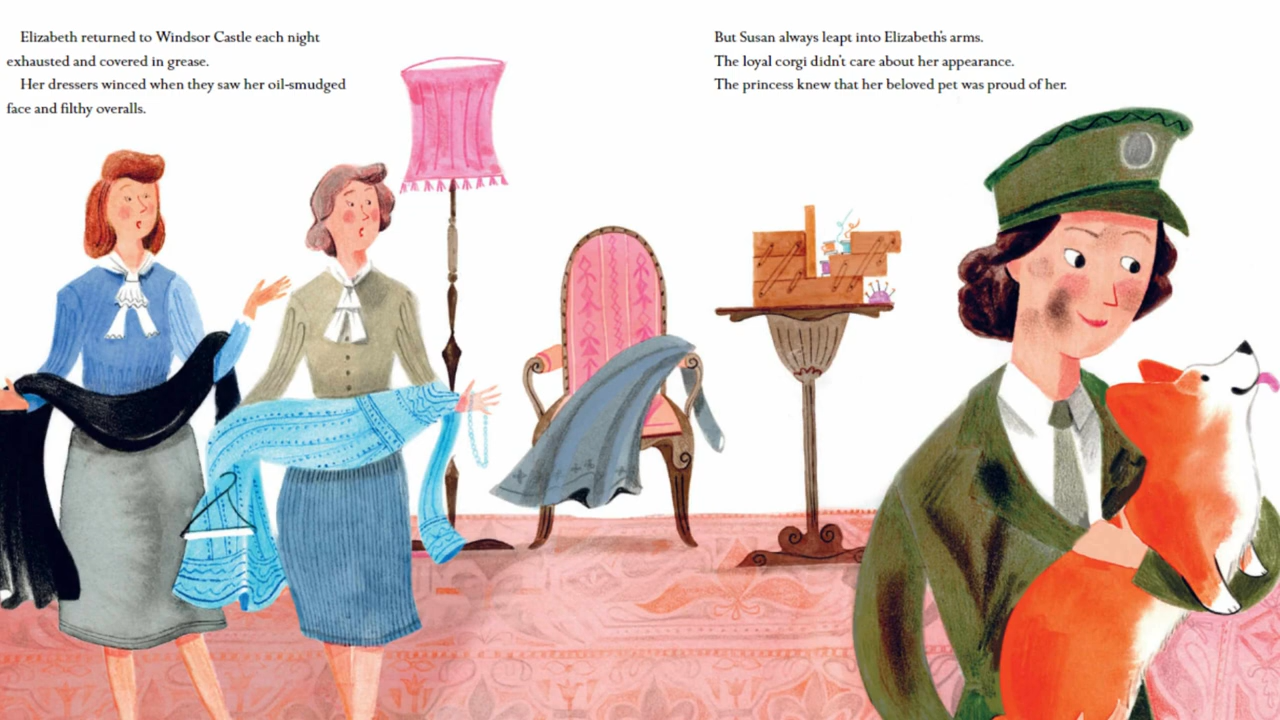 Elizabeth returned to Windsor Castle each night
exhausted and covered in grease.
Her dressers winced when they saw her oil-smudged
face and filthy overalls.
But Susan always leapt into Elizabeth's arms.
The loyal corgi didn't care about her appearance.
The princess knew that her beloved pet was proud of her.